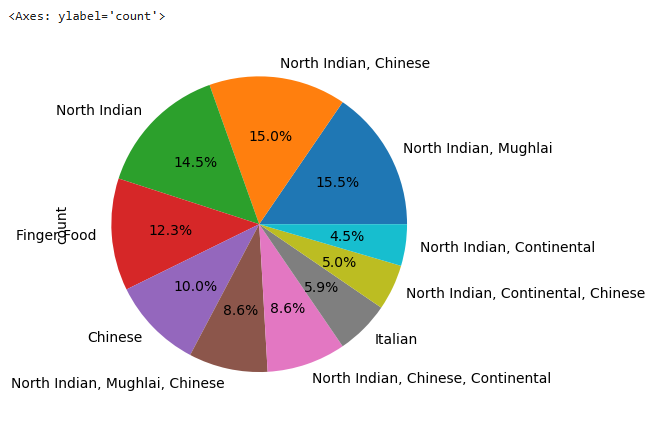 <Axes: ylabel='count'>
North Indian, Chinese
North Indian
15.0%
North Indian, Mughlai
14.5%
15.5%
count
Finger Food
12.3%
4.5%
North Indian, Continental
5.0%
10.0%
5.9%
North Indian, Continental, Chinese
8.6%
8.6%
Chinese
Italian
North Indian, Mughlai, Chinese
North Indian, Chinese, Continental